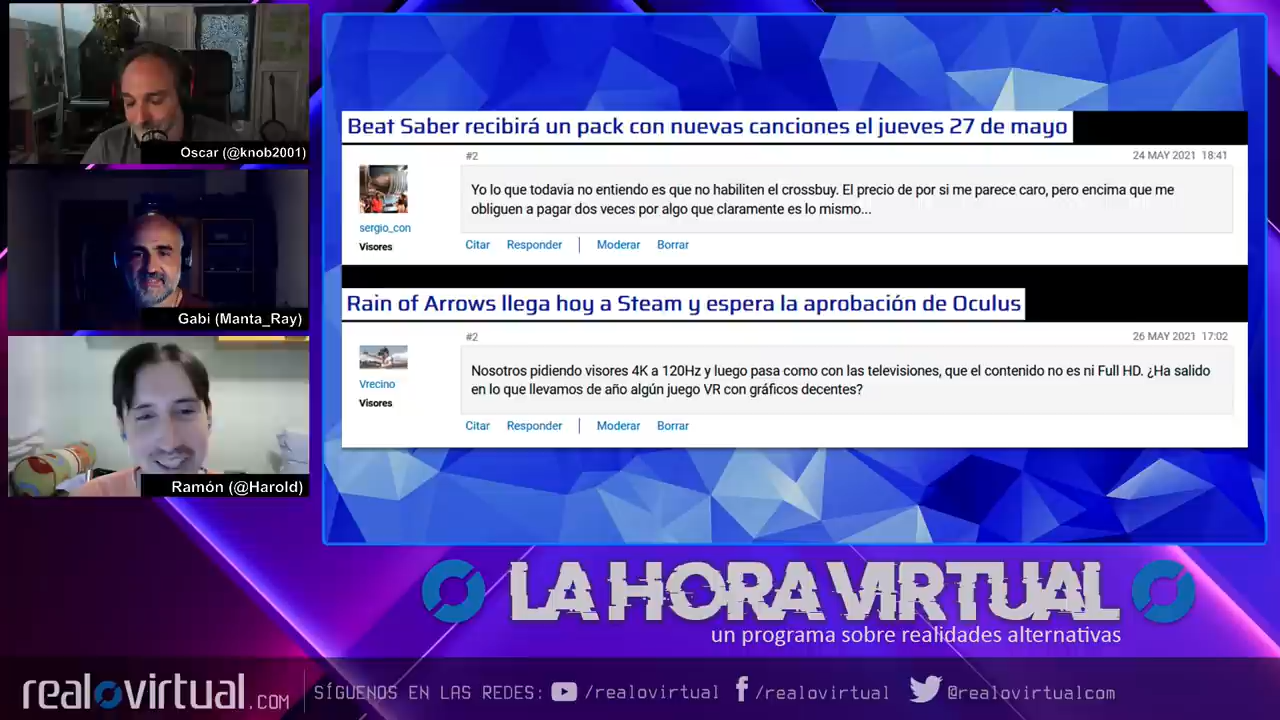 Oscar (@knob2001)
Gabi (Manta_Ray)
Ramón (@Harold)
Beat Saber recibirá un pack con nuevas canciones el jueves 27 de mayo
#2
24 MAY 2021 18:41
sergio_con
Visores
Yo lo que todavia no entiendo es que no habiliten el crossbuy. El precio de por si me parece caro, pero encima que me
obliguen a pagar dos veces por algo que claramente es lo mismo...
Citar Responder | Moderar Borrar
Rain of Arrows llega hoy a Steam y espera la aprobación de Oculus
#2
26 MAY 2021 17:02
Vrecino
Visores
Nosotros pidiendo visores 4K a 120Hz y luego pasa como con las televisiones, que el contenido no es ni Full HD. ¿Ha salido
en lo que llevamos de año algún juego VR con gráficos decentes?
Citar Responder | Moderar Borrar
LA HORA VIRTUAL
un programa sobre realidades alternativas
realovirtual.com
SÍGUENOS EN LAS REDES: /realovirtual /realovirtual @realovirtualcom